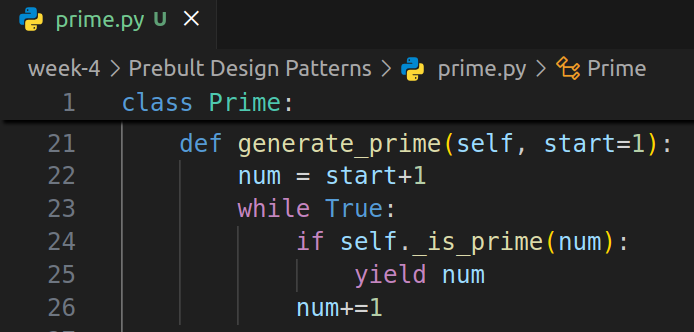 prime.py U ×
week-4 > Prebult Design Patterns > prime.py > Prime
1 class Prime:
21 def generate_prime(self, start=1):
22 num = start+1
23 while True:
24 if self._is_prime(num):
25 yield num
26 num+=1